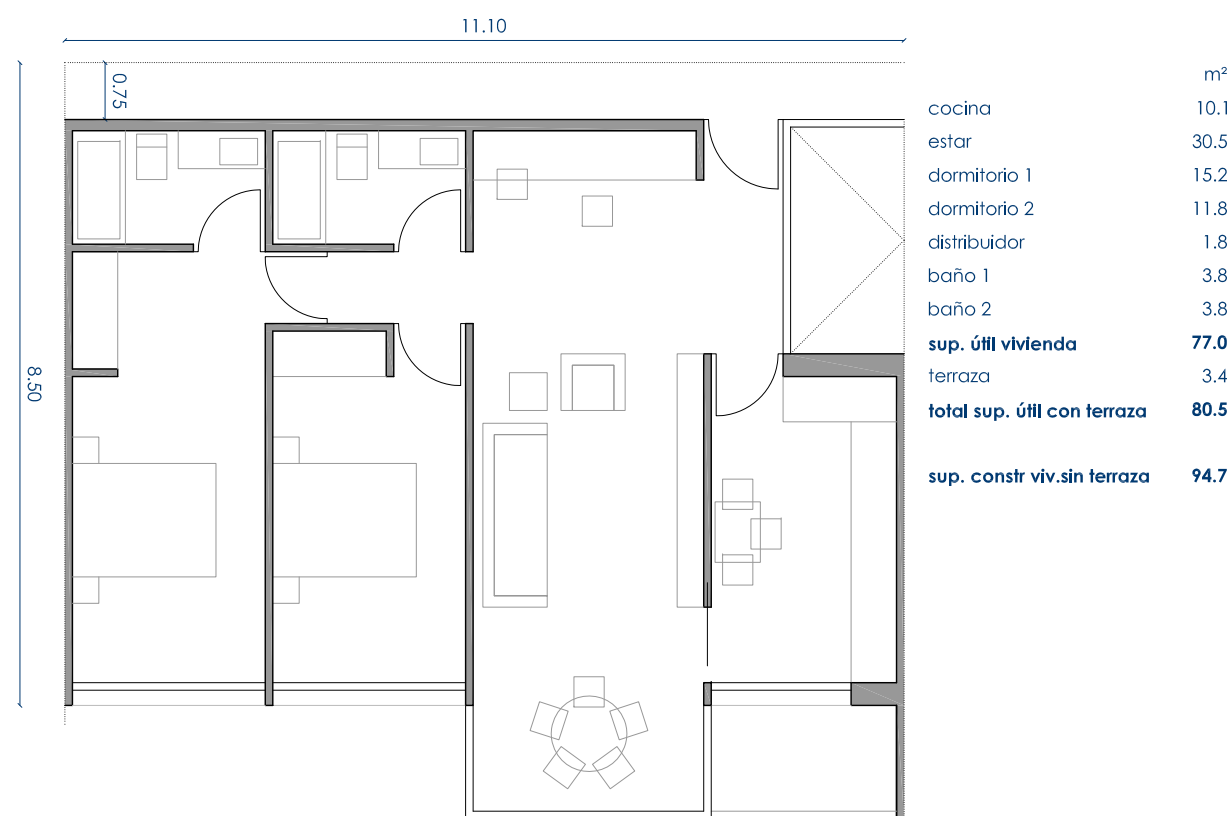 11.10
0.75
8.50
m²
cocina 10.1
estar 30.5
dormitorio 1 15.2
dormitorio 2 11.8
distribuidor 1.8
baño 1 3.8
baño 2 3.8
sup. útil vivienda 77.0
terraza 3.4
total sup. útil con terraza 80.5
sup. constr viv.sin terraza 94.7